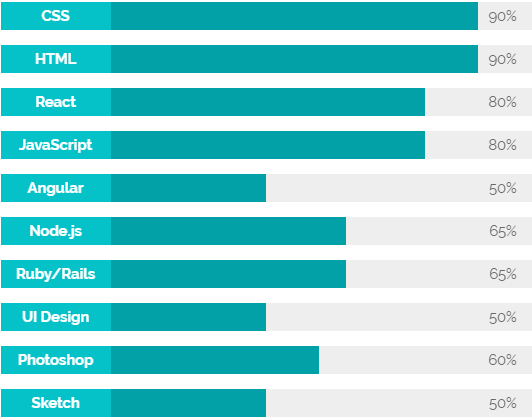 CSS 90%
HTML 90%
React 80%
JavaScript 80%
Angular 50%
Node.js 65%
Ruby/Rails 65%
UI Design 50%
Photoshop 60%
Sketch 50%